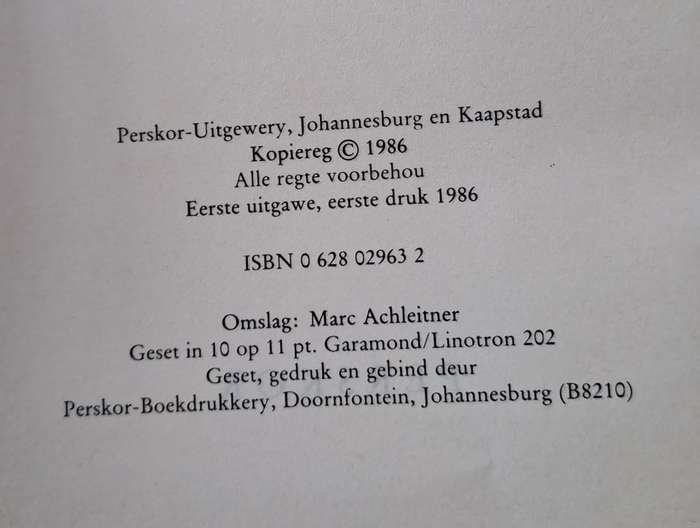 Perskor-Uitgewery, Johannesburg en Kaapstad
Kopiereg © 1986
Alle regte voorbehou
Eerste uitgawe, eerste druk 1986
ISBN 0 628 02963 2
Omslag: Marc Achleitner
Geset in 10 op 11 pt. Garamond/Linotron 202
Geset, gedruk en gebind deur
Perskor-Boekdrukkery, Doornfontein, Johannesburg (B8210)